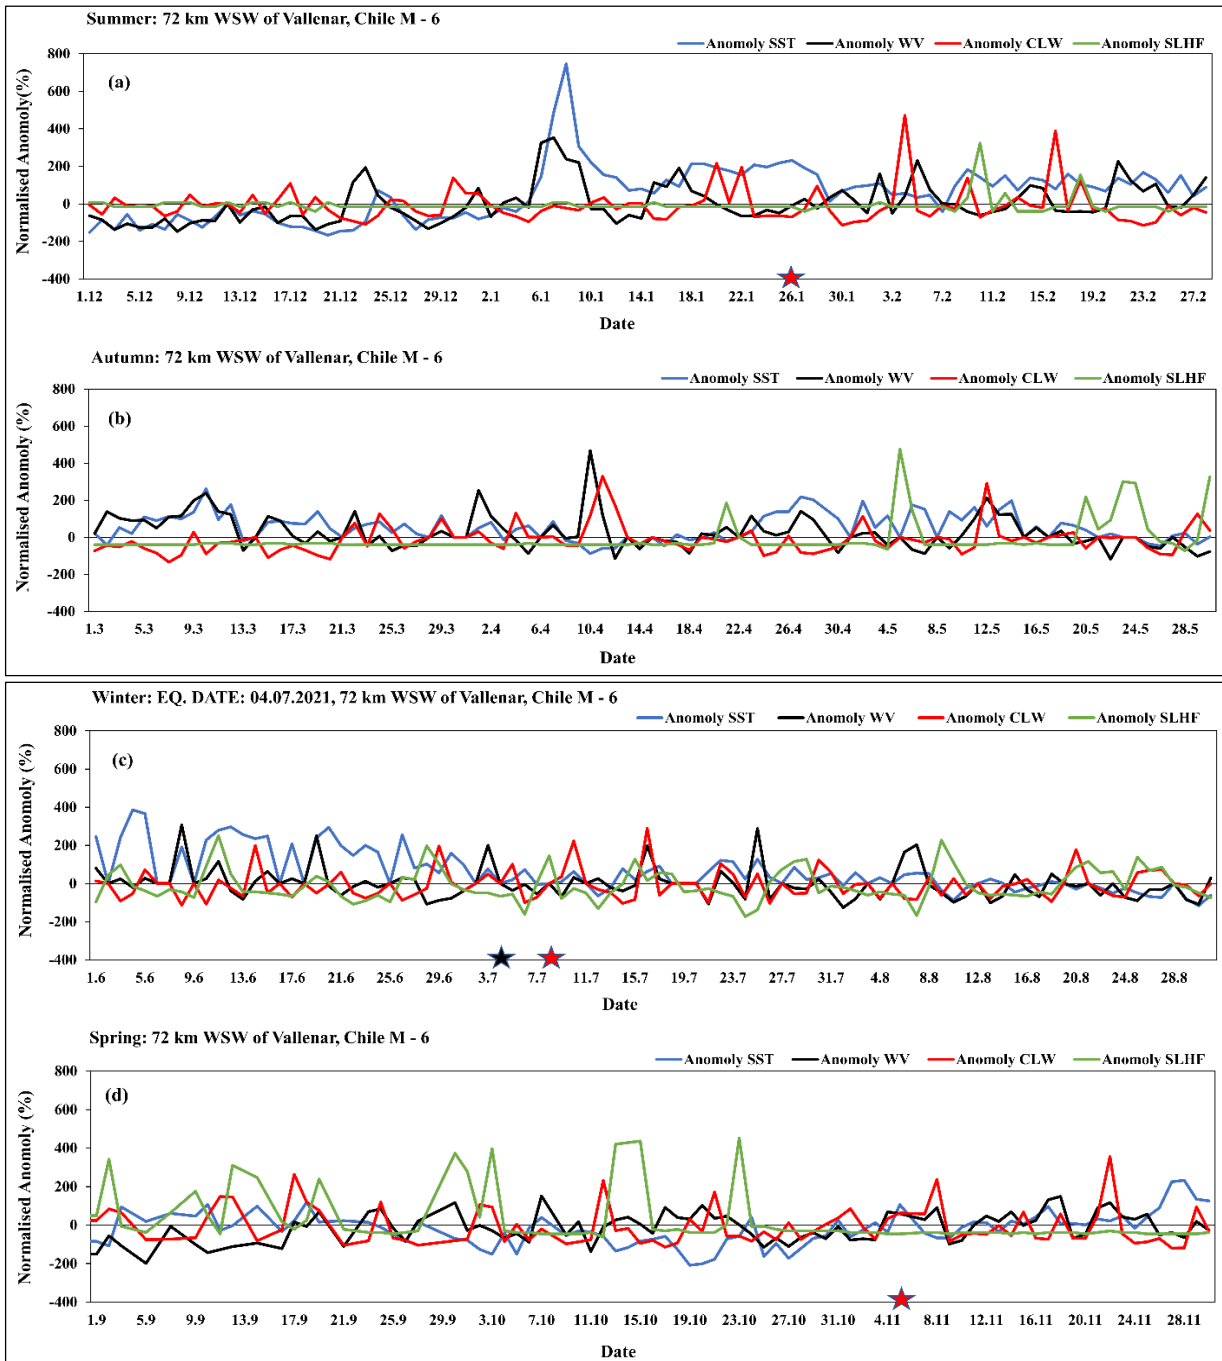 Summer: 72 km WSW of Vallenar, Chile M - 6
Anomoly SST Anomoly WV Anomoly CLW Anomoly SLHF
(a)
Normalised Anomoly(%)
800
600
400
200
0
-200
-400
1.12 5.12 9.12 13.12 17.12 21.12 25.12 29.12 2.1 6.1 10.1 14.1 18.1 22.1 26.1 30.1 3.2 7.2 11.2 15.2 19.2 23.2 27.2
Date
Autumn: 72 km WSW of Vallenar, Chile M - 6
Anomoly SST Anomoly WV Anomoly CLW Anomoly SLHF
(b)
Normalised Anomoly (%)
800
600
400
200
0
-200
-400
1.3 5.3 9.3 13.3 17.3 21.3 25.3 29.3 2.4 6.4 10.4 14.4 18.4 22.4 26.4 30.4 4.5 8.5 12.5 16.5 20.5 24.5 28.5
Date
Winter: EQ. DATE: 04.07.2021, 72 km WSW of Vallenar, Chile M - 6
Anomoly SST Anomoly WV Anomoly CLW Anomoly SLHF
(c)
Normalised Anomoly (%)
800
600
400
200
0
-200
-400
1.6 5.6 9.6 13.6 17.6 21.6 25.6 29.6 3.7 7.7 11.7 15.7 19.7 23.7 27.7 31.7 4.8 8.8 12.8 16.8 20.8 24.8 28.8
Date
Spring: 72 km WSW of Vallenar, Chile M - 6
Anomoly SST Anomoly WV Anomoly CLW Anomoly SLHF
(d)
Normalised Anomoly (%)
800
600
400
200
0
-200
-400
1.9 5.9 9.9 13.9 17.9 21.9 25.9 29.9 3.10 7.10 11.10 15.10 19.10 23.10 27.10 31.10 4.11 8.11 12.11 16.11 20.11 24.11 28.11
Date